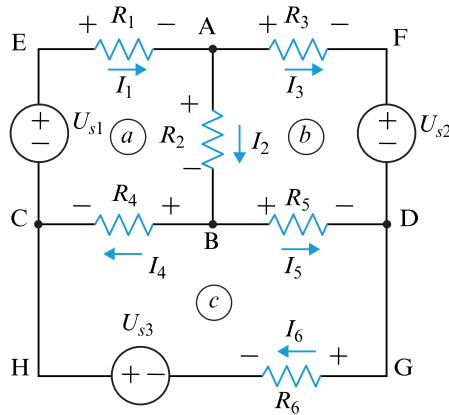 + R1 − A + R3 −
E F
I1 I3
+
+ − Us1 a R2 I2 b + − Us2
−
− R4 + + R5 −
C B D
I4 I5
c
Us3 I6
H + − − + G
R6